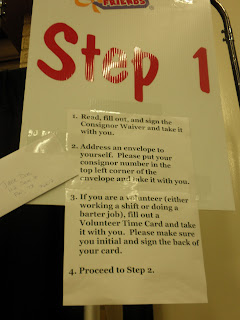 FRIENDS
Step 1
1. Read, fill out, and sign the
Consignor Waiver and take it
with you.
2. Address an envelope to
yourself. Please put your
consignor number in the
top left corner of the
envelope and take it with you.
3. If you are a volunteer (either
working a shift or doing a
barter job), fill out a
Volunteer Time Card and take
it with you. Please make sure
you initial and sign the back of
your card.
4. Proceed to Step 2.